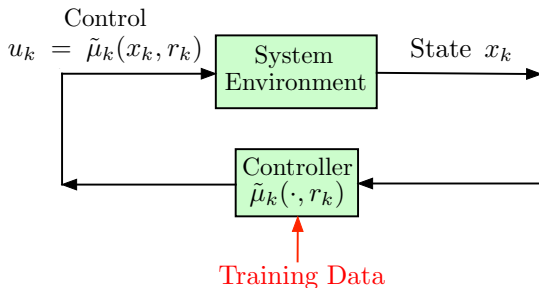 Control
u_k = μ̃_k(x_k, r_k)
System
Environment
State x_k
Controller
μ̃_k(·, r_k)
Training Data